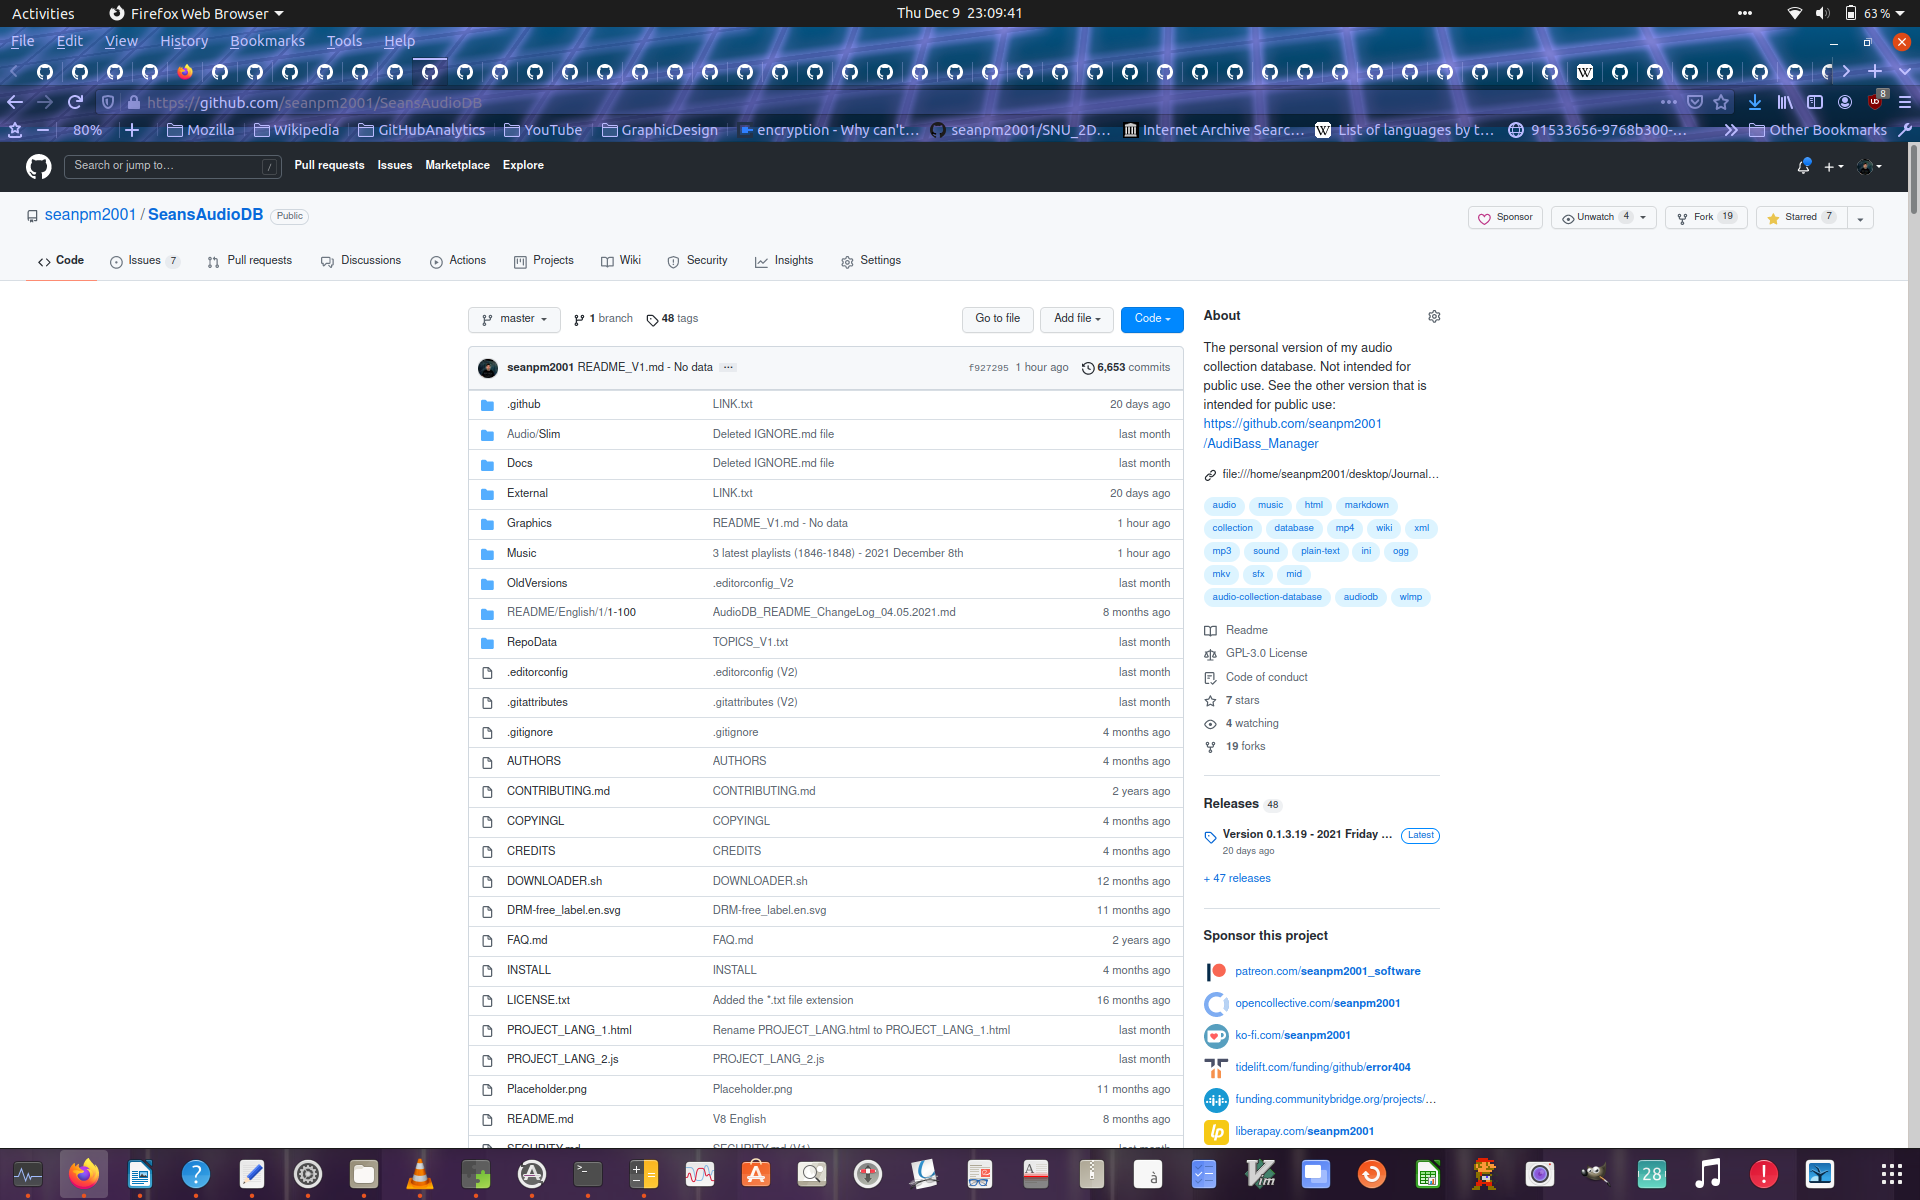 Activities Firefox Web Browser Thu Dec 9 23:09:41 63 %
File Edit View History Bookmarks Tools Help
https://github.com/seanpm2001/SeansAudioDB 8
80% Mozilla Wikipedia GitHubAnalytics YouTube GraphicDesign encryption - Why can't… seanpm2001/SNU_2D… Internet Archive Searc… List of languages by t… 91533656-9768b300-… Other Bookmarks
Search or jump to… / Pull requests Issues Marketplace Explore
seanpm2001 / SeansAudioDB Public Sponsor Unwatch 4 Fork 19 Starred 7
Code Issues 7 Pull requests Discussions Actions Projects Wiki Security Insights Settings
master 1 branch 48 tags Go to file Add file Code
seanpm2001 README_V1.md - No data ... f927295 1 hour ago 6,653 commits
.github LINK.txt 20 days ago
Audio/Slim Deleted IGNORE.md file last month
Docs Deleted IGNORE.md file last month
External LINK.txt 20 days ago
Graphics README_V1.md - No data 1 hour ago
Music 3 latest playlists (1846-1848) - 2021 December 8th 1 hour ago
OldVersions .editorconfig_V2 last month
README/English/1/1-100 AudioDB_README_ChangeLog_04.05.2021.md 8 months ago
RepoData TOPICS_V1.txt last month
.editorconfig .editorconfig (V2) last month
.gitattributes .gitattributes (V2) last month
.gitignore .gitignore 4 months ago
AUTHORS AUTHORS 4 months ago
CONTRIBUTING.md CONTRIBUTING.md 2 years ago
COPYINGL COPYINGL 4 months ago
CREDITS CREDITS 4 months ago
DOWNLOADER.sh DOWNLOADER.sh 12 months ago
DRM-free_label.en.svg DRM-free_label.en.svg 11 months ago
FAQ.md FAQ.md 2 years ago
INSTALL INSTALL 4 months ago
LICENSE.txt Added the *.txt file extension 16 months ago
PROJECT_LANG_1.html Rename PROJECT_LANG.html to PROJECT_LANG_1.html last month
PROJECT_LANG_2.js PROJECT_LANG_2.js last month
Placeholder.png Placeholder.png 11 months ago
README.md V8 English 8 months ago
SECURITY.md SECURITY.md (V1) last month
About
The personal version of my audio
collection database. Not intended for
public use. See the other version that is
intended for public use:
https://github.com/seanpm2001
/AudiBass_Manager
file:///home/seanpm2001/desktop/Journal…
audio music html markdown
collection database mp4 wiki xml
mp3 sound plain-text ini ogg
mkv sfx mid
audio-collection-database audiodb wlmp
Readme
GPL-3.0 License
Code of conduct
7 stars
4 watching
19 forks
Releases 48
Version 0.1.3.19 - 2021 Friday … Latest
20 days ago
+ 47 releases
Sponsor this project
patreon.com/seanpm2001_software
opencollective.com/seanpm2001
ko-fi.com/seanpm2001
tidelift.com/funding/github/error404
funding.communitybridge.org/projects/…
liberapay.com/seanpm2001
28